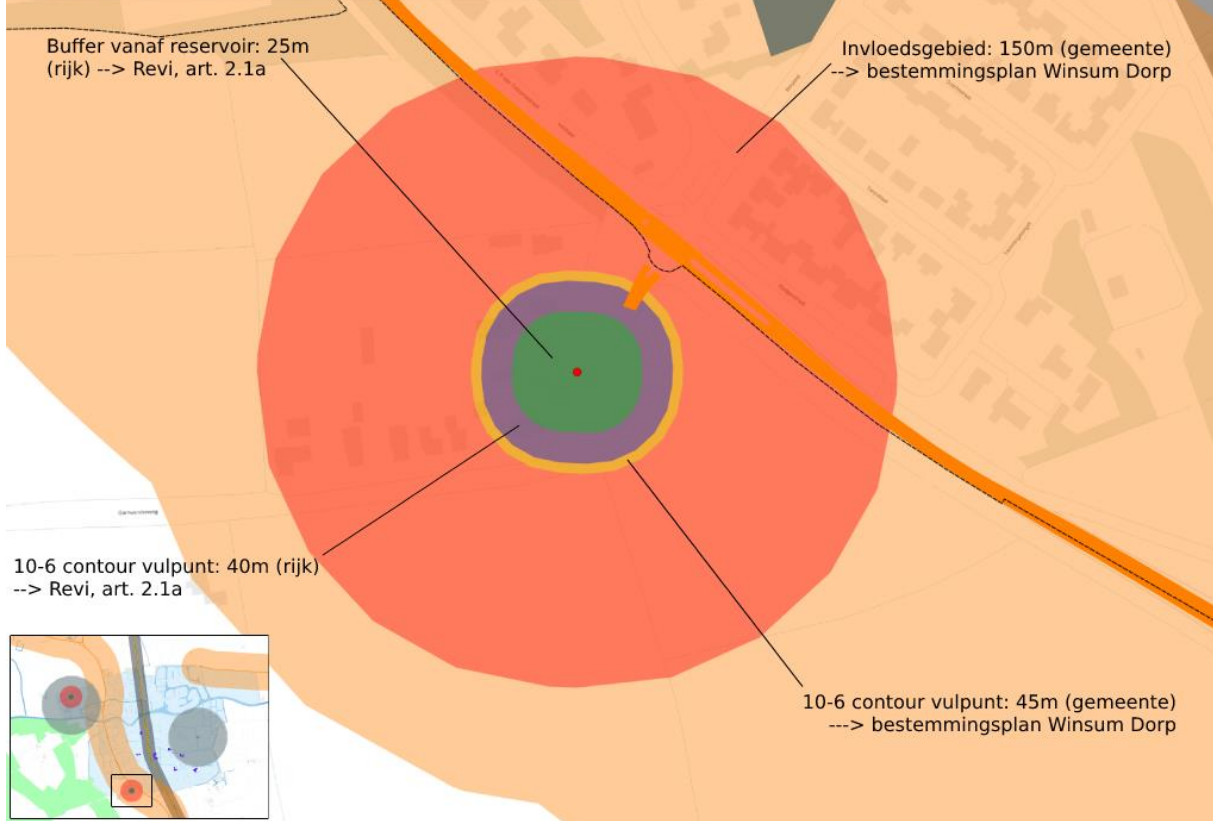 Buffer vanaf reservoir: 25m
(rijk) --> Revi, art. 2.1a
Invloedsgebied: 150m (gemeente)
--> bestemmingsplan Winsum Dorp
10-6 contour vulpunt: 40m (rijk)
--> Revi, art. 2.1a
10-6 contour vulpunt: 45m (gemeente)
---> bestemmingsplan Winsum Dorp